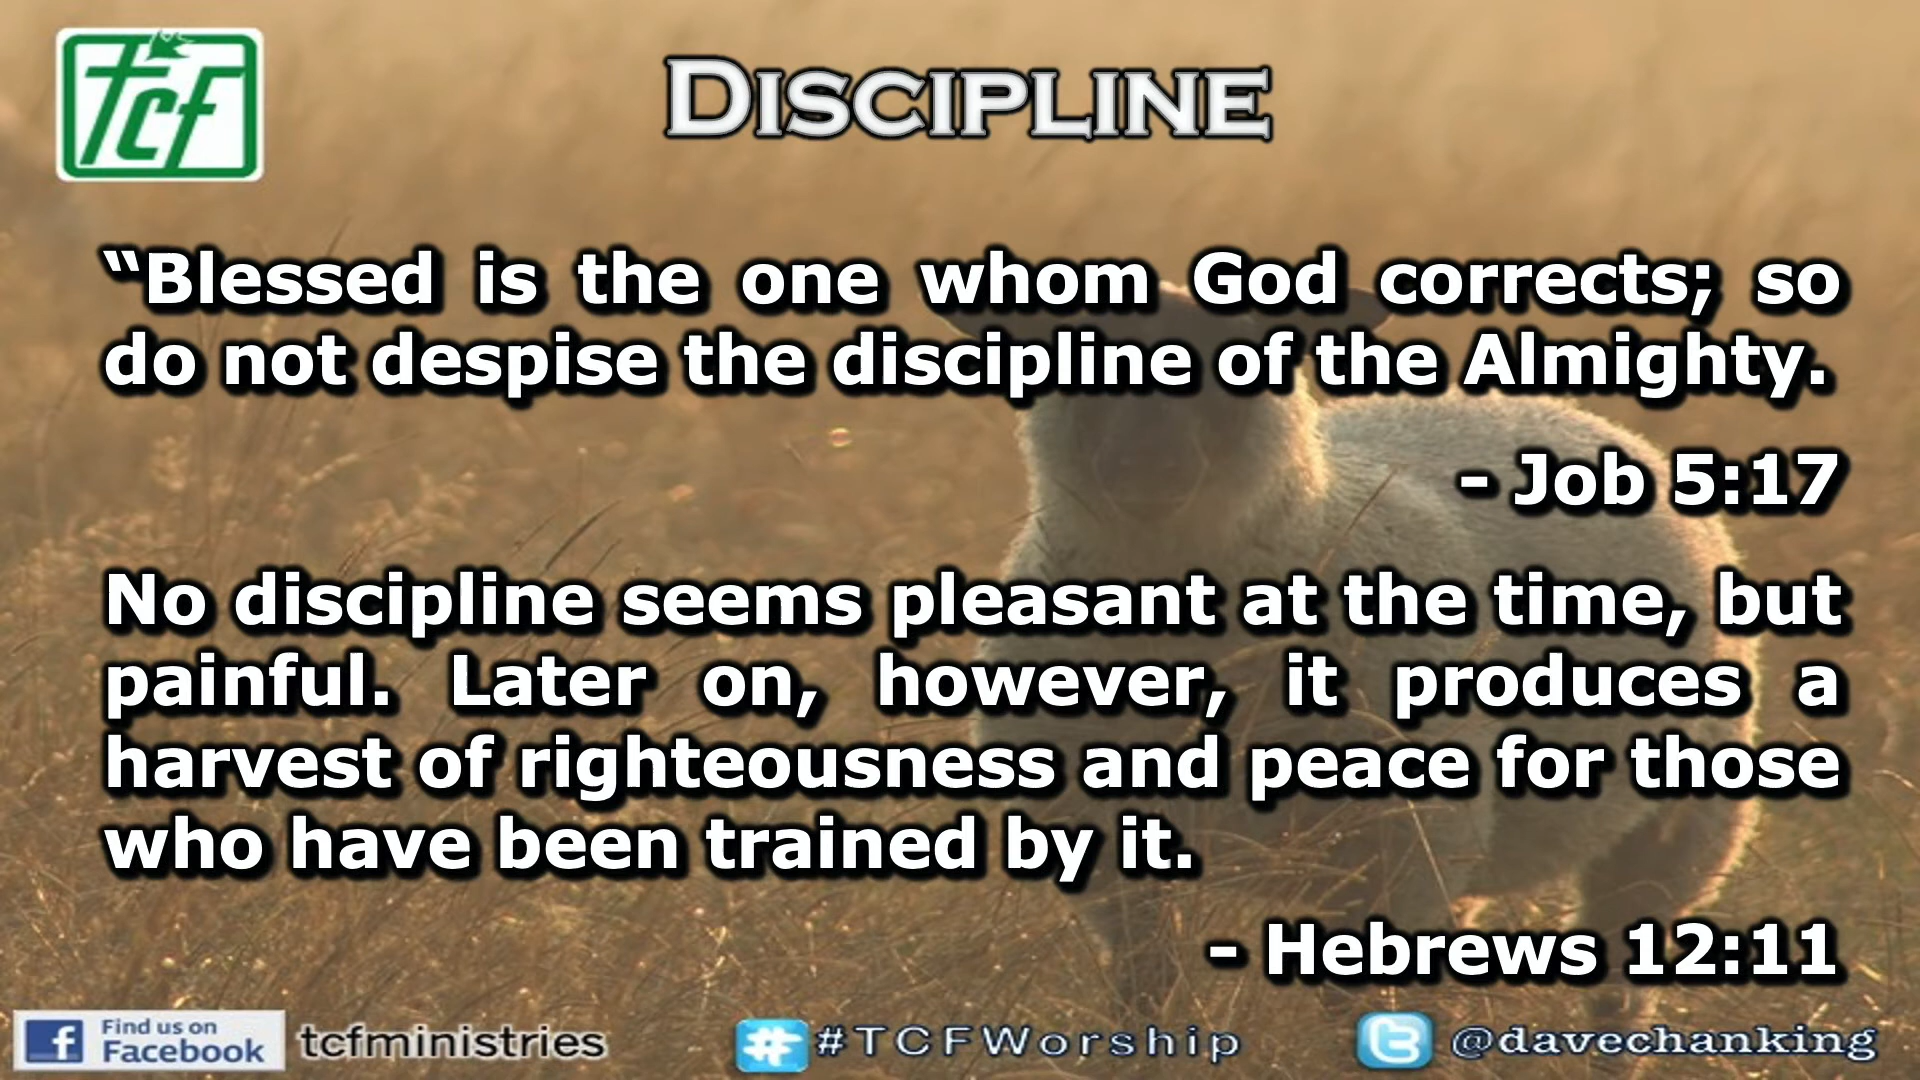 tcf
DISCIPLINE
“Blessed is the one whom God corrects; so
do not despise the discipline of the Almighty.
- Job 5:17
No discipline seems pleasant at the time, but
painful. Later on, however, it produces a
harvest of righteousness and peace for those
who have been trained by it.
- Hebrews 12:11
Find us on
Facebook
tcfministries
#TCFWorship
@davechanking